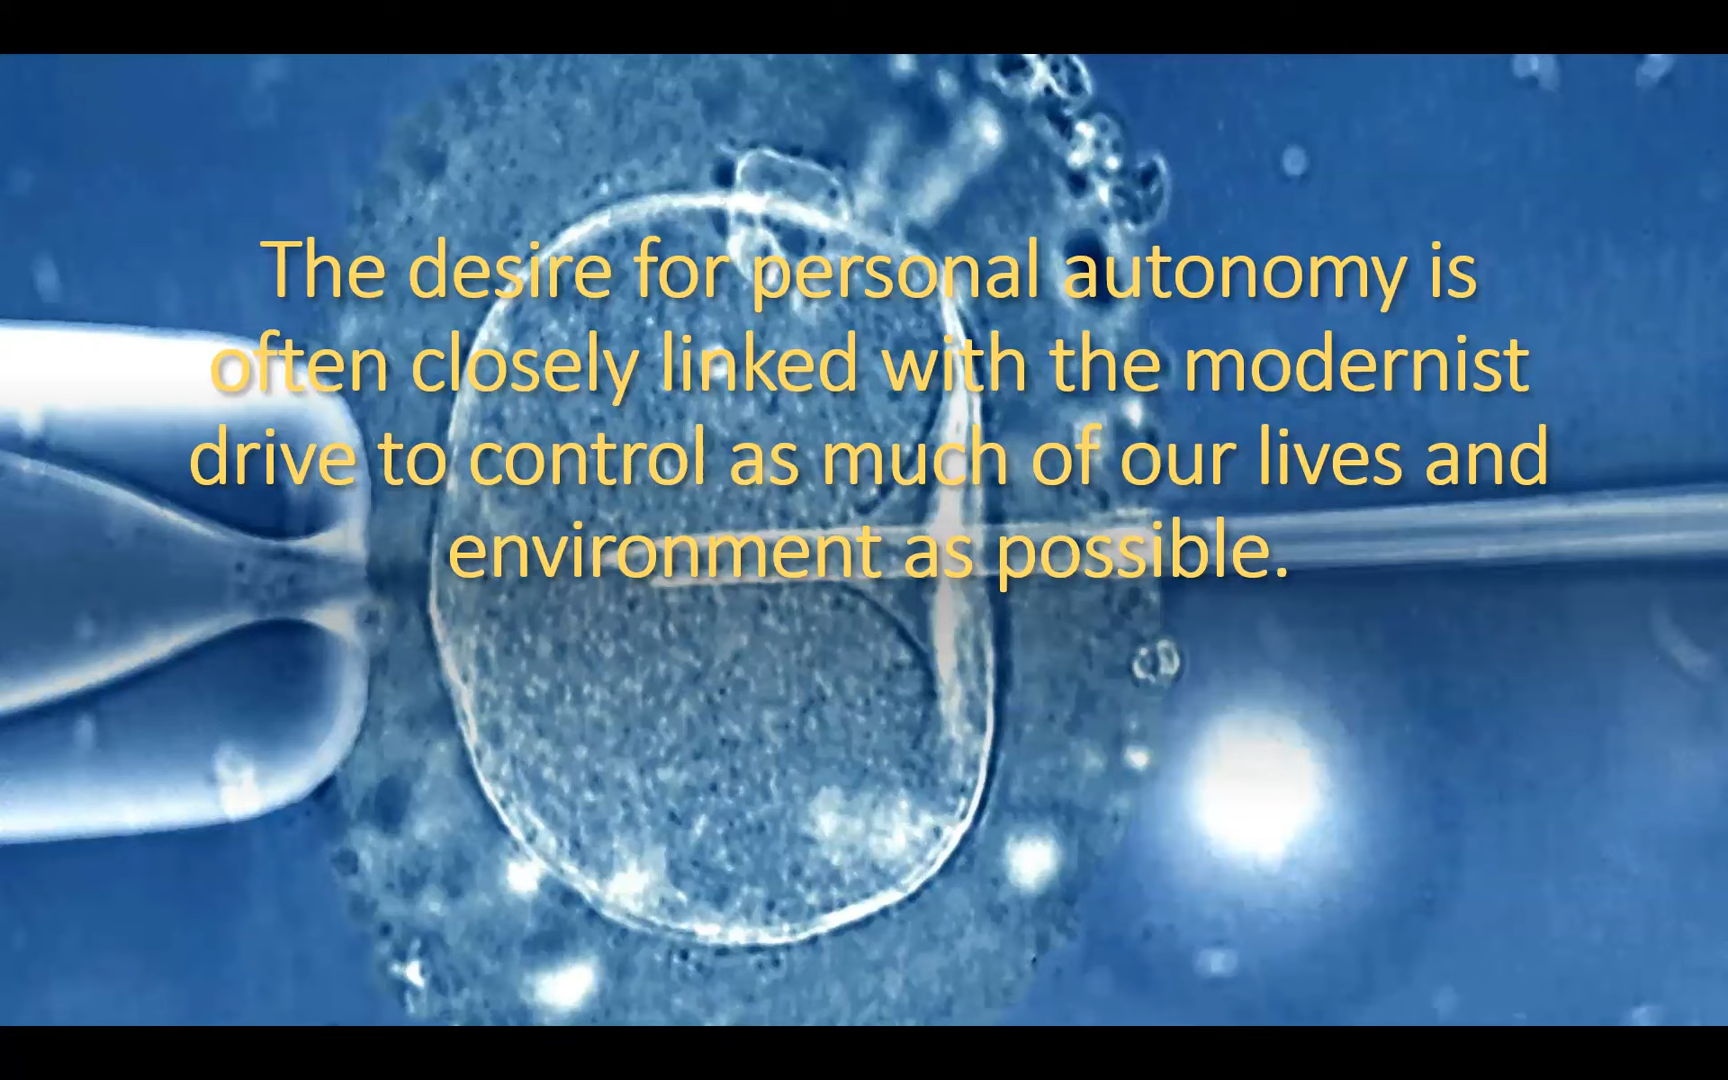 The desire for personal autonomy is
often closely linked with the modernist
drive to control as much of our lives and
environment as possible.